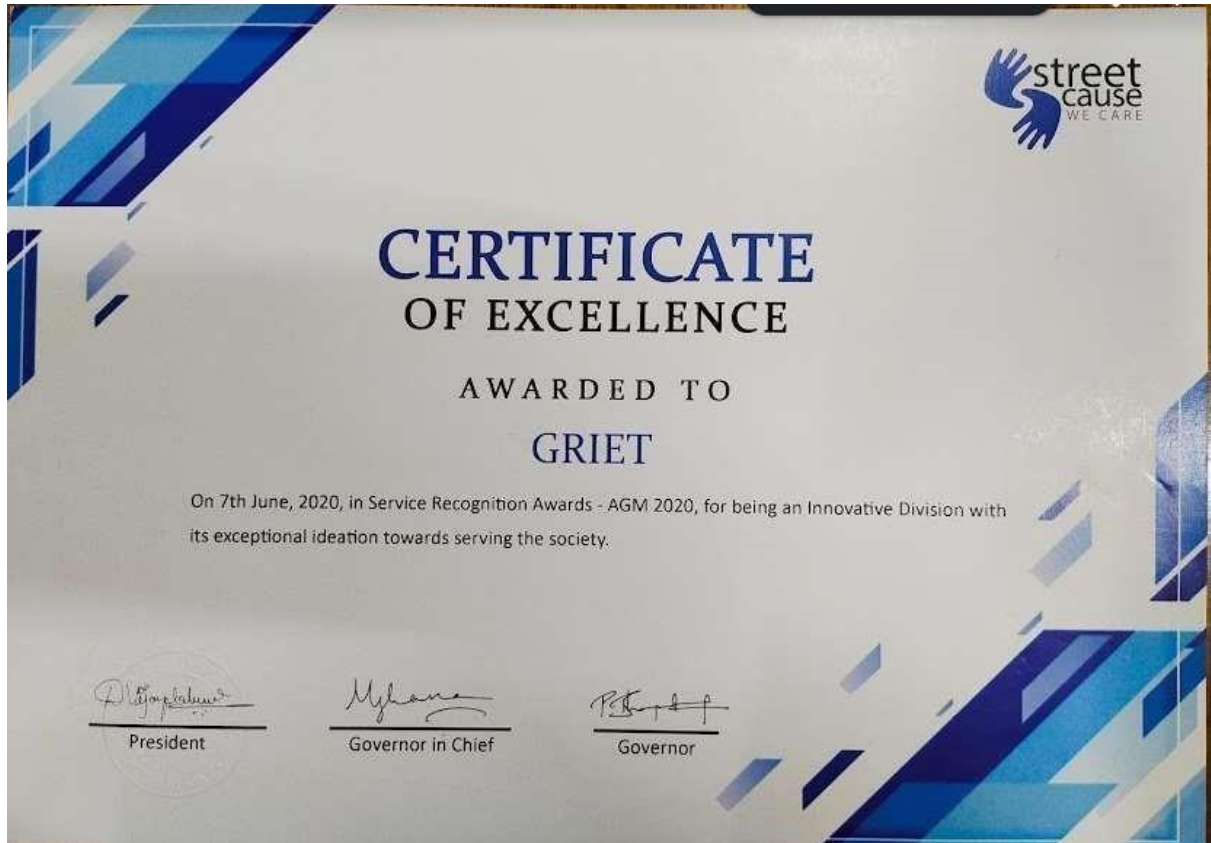 street
cause
WE CARE
CERTIFICATE
OF EXCELLENCE
AWARDED TO
GRIET
On 7th June, 2020, in Service Recognition Awards - AGM 2020, for being an Innovative Division with
its exceptional ideation towards serving the society.
President Governor in Chief Governor